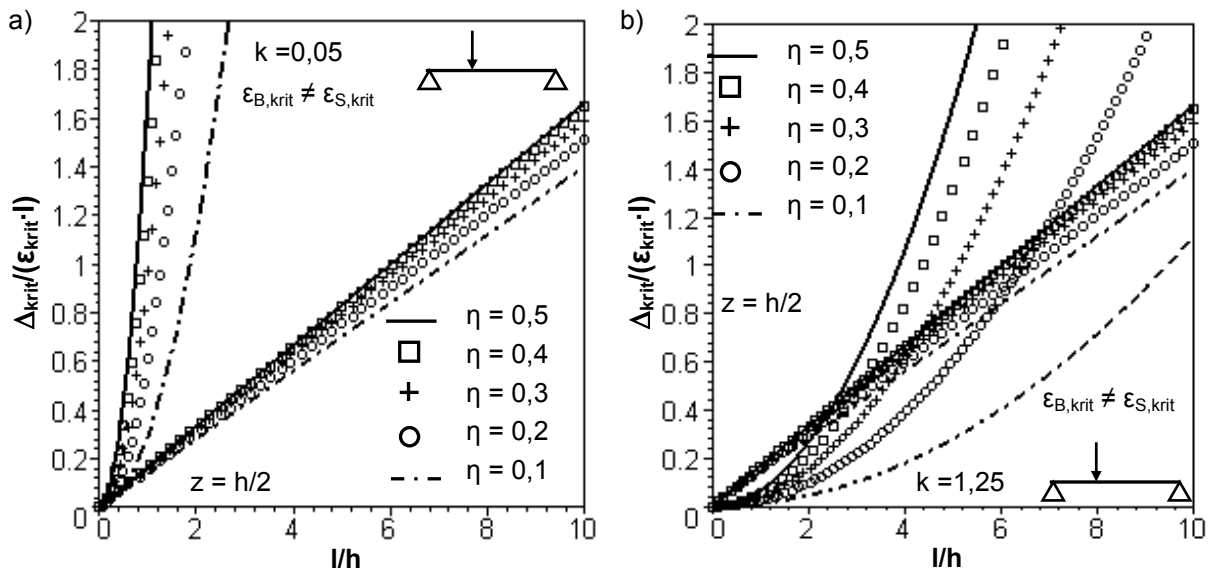 a)
Δkrit/(εkrit·l)
2
1.8
1.6
1.4
1.2
1
0.8
0.6
0.4
0.2
0
0 2 4 6 8 10
l/h
k =0,05
εB,krit ≠ εS,krit
η = 0,5
η = 0,4
η = 0,3
η = 0,2
η = 0,1
z = h/2
b)
Δkrit/(εkrit·l)
2
1.8
1.6
1.4
1.2
1
0.8
0.6
0.4
0.2
0
0 2 4 6 8 10
l/h
η = 0,5
η = 0,4
η = 0,3
η = 0,2
η = 0,1
z = h/2
εB,krit ≠ εS,krit
k =1,25